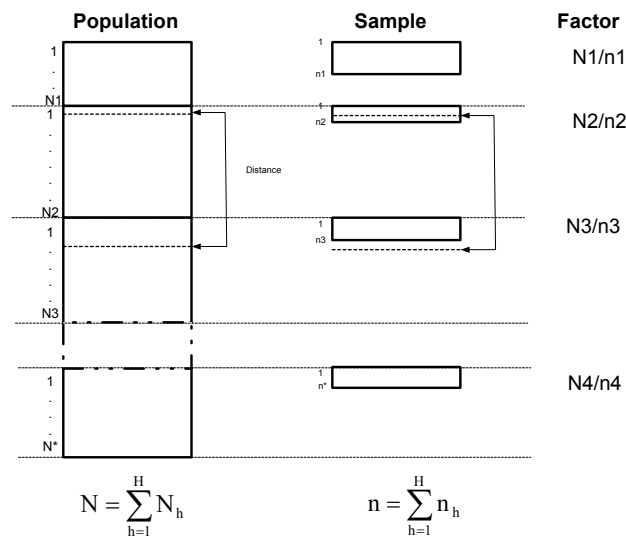 Population Sample Factor
1
.
.
N1
1
.
.
.
.
.
N2
1
.
.
.
.
N3
1
.
.
.
N*
Distance
1
n1
1
n2
1
n3
1
n*
N1/n1
N2/n2
N3/n3
N4/n4
N = ∑ N_h
H
h=1
n = ∑ n_h
H
h=1